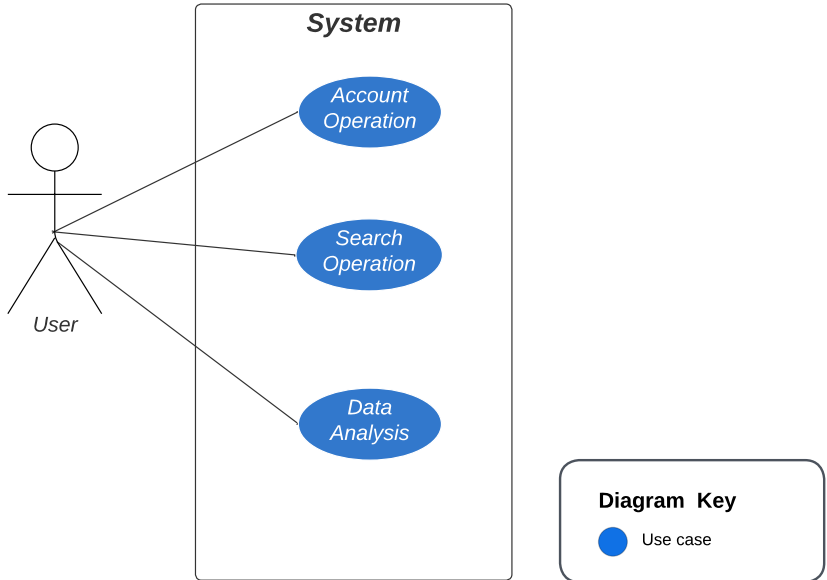 System
Account
Operation
Search
Operation
User
Data
Analysis
Diagram Key
Use case